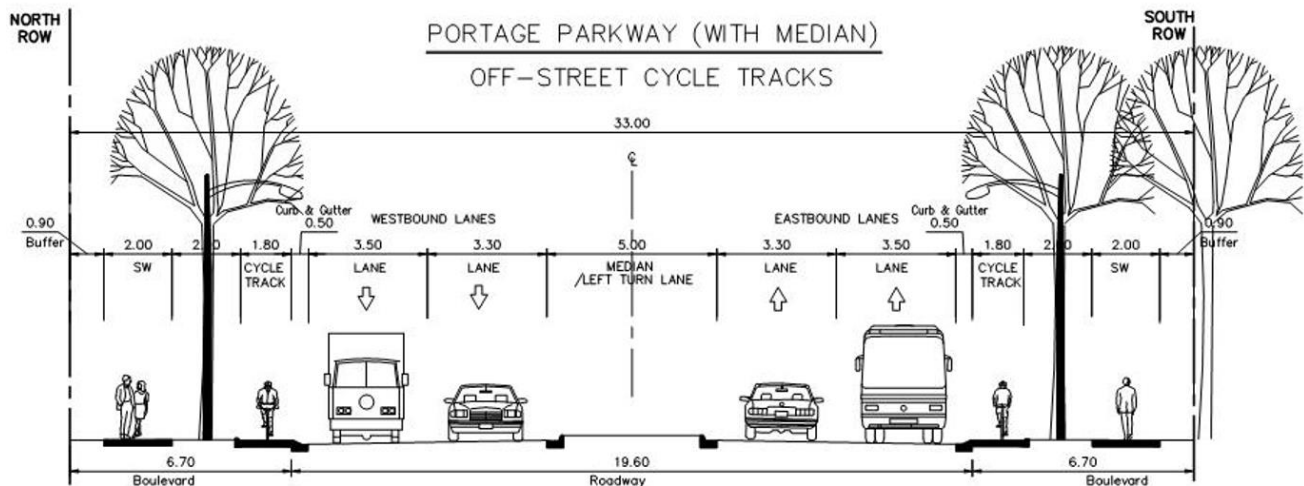 NORTH
ROW
PORTAGE PARKWAY (WITH MEDIAN)
OFF-STREET CYCLE TRACKS
SOUTH
ROW
33.00
℄
Curb & Gutter
0.50
WESTBOUND LANES
EASTBOUND LANES
Curb & Gutter
0.50
0.90
Buffer
0.90
Buffer
2.00
1.80
3.50
3.30
5.00
3.30
3.50
1.80
2.00
SW
CYCLE
TRACK
LANE
LANE
MEDIAN
/LEFT TURN LANE
LANE
LANE
CYCLE
TRACK
SW
6.70
Boulevard
19.60
Roadway
6.70
Boulevard